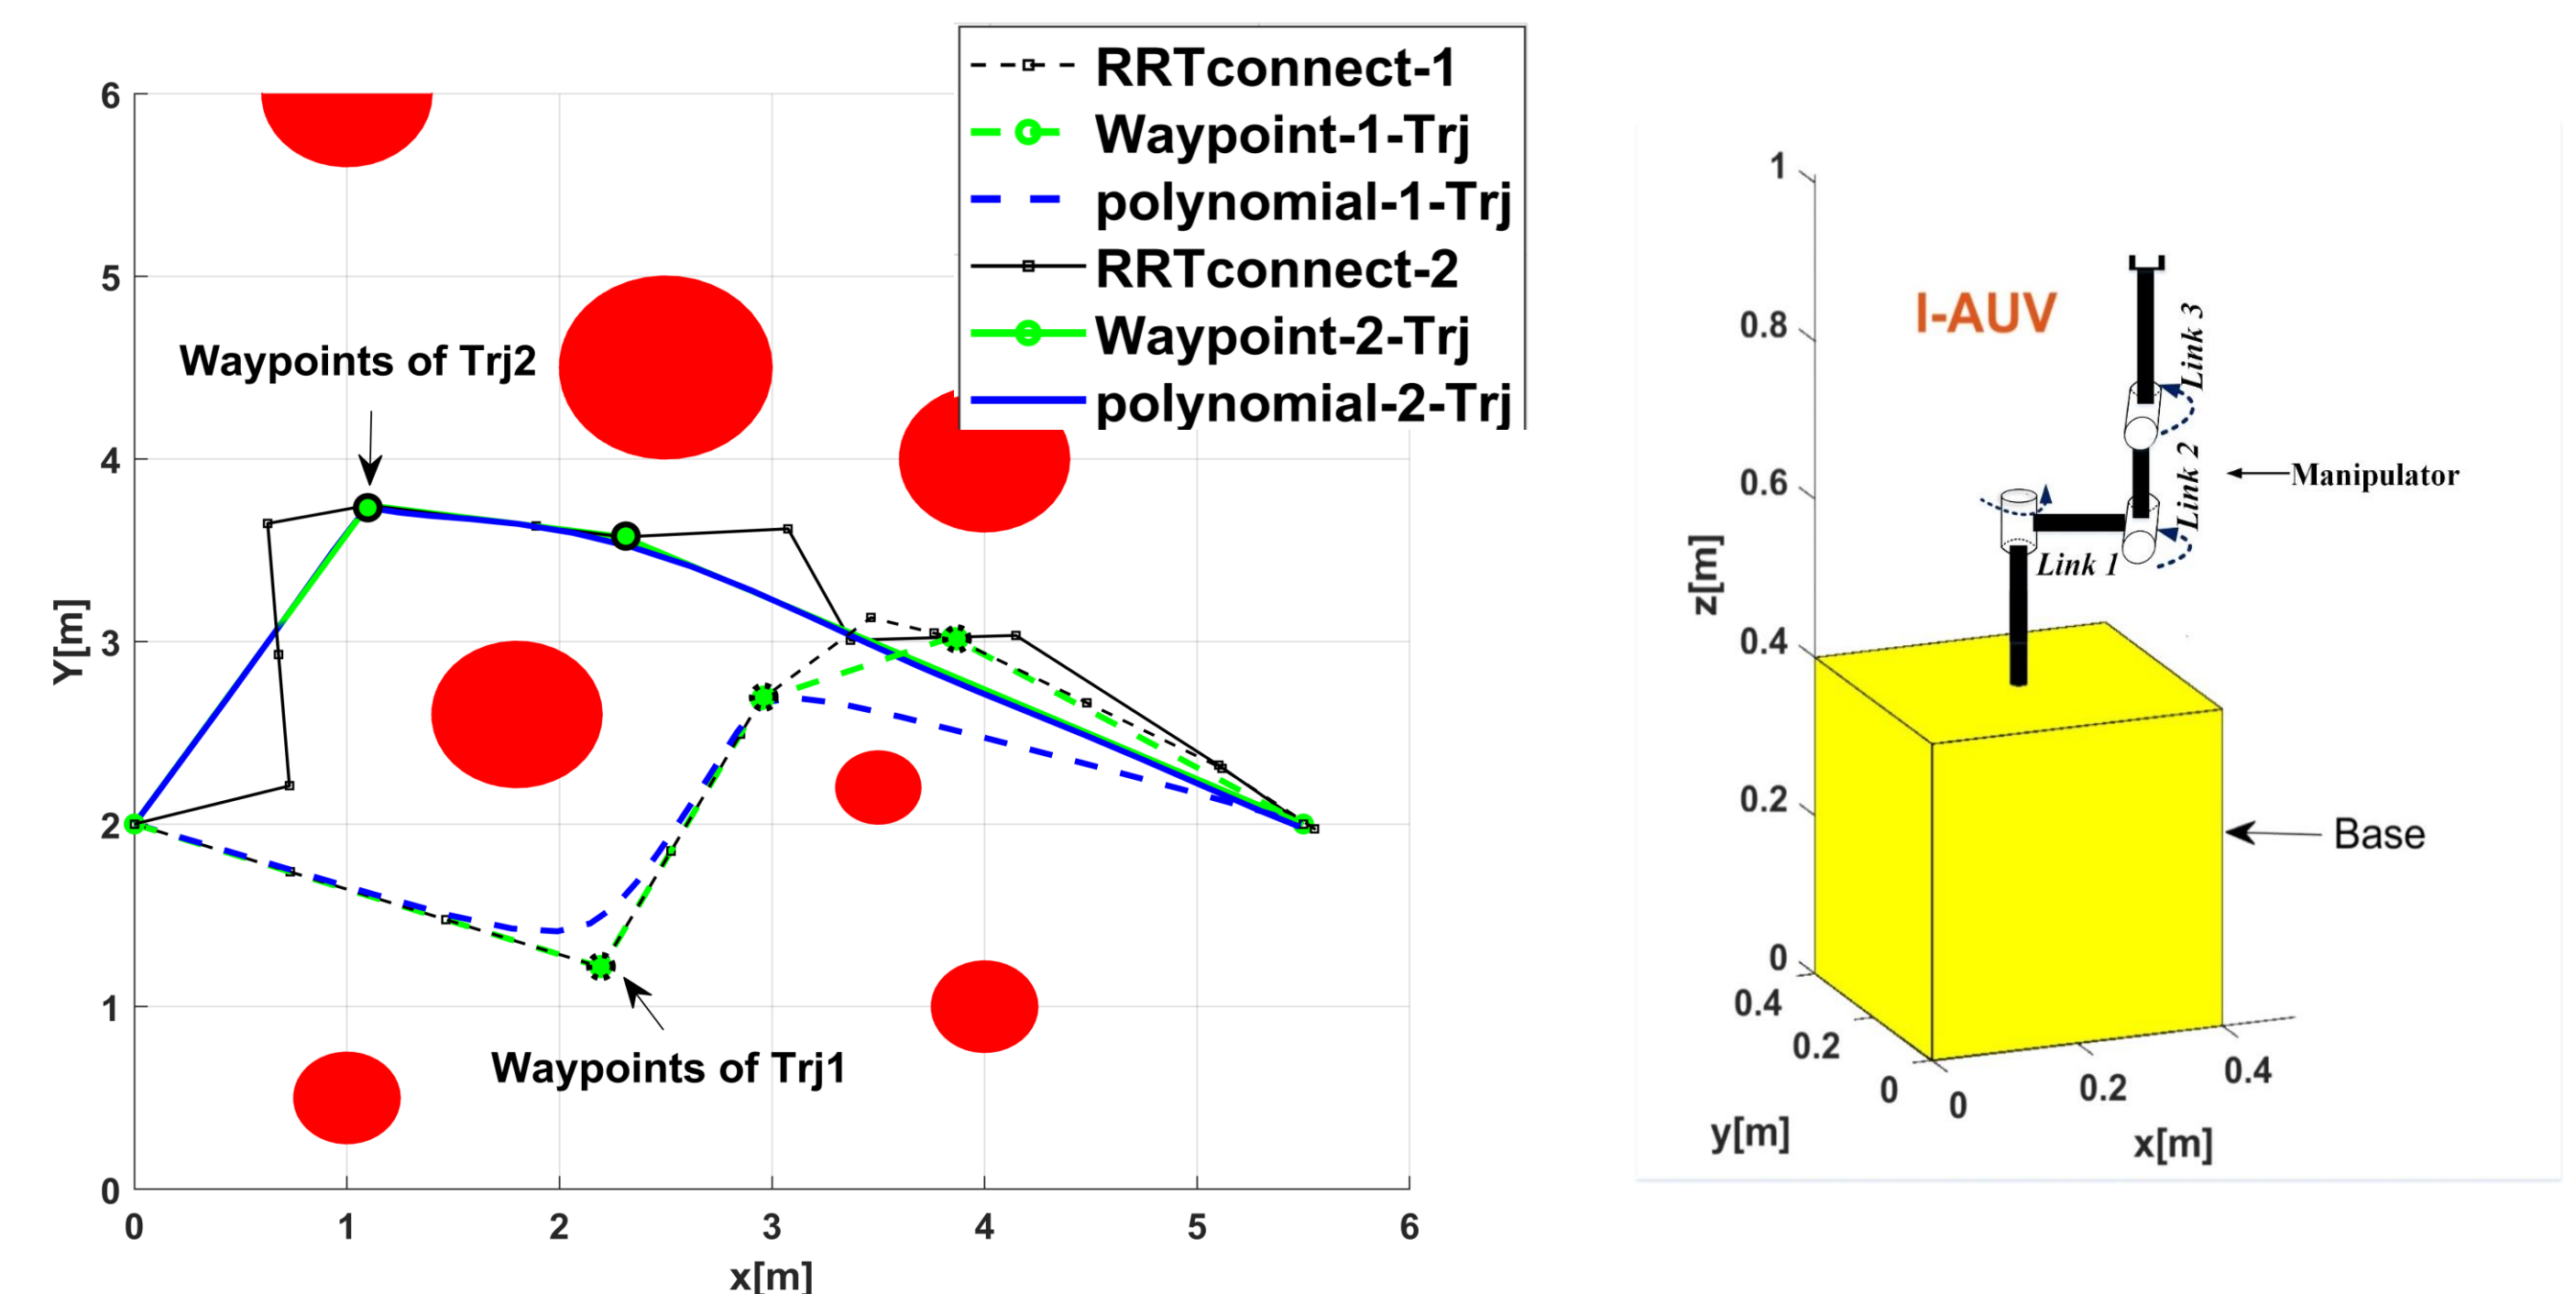 RRTconnect-1
Waypoint-1-Trj
polynomial-1-Trj
RRTconnect-2
Waypoint-2-Trj
polynomial-2-Trj
6
5
4
3
2
1
0
Y[m]
Waypoints of Trj2
Waypoints of Trj1
0 1 2 3 4 5 6
x[m]
1
0.8
0.6
0.4
0.2
0
z[m]
I-AUV
Link 3
Link 2
Manipulator
Link 1
Base
0.4
0.2
0
y[m]
0
0.2
0.4
x[m]